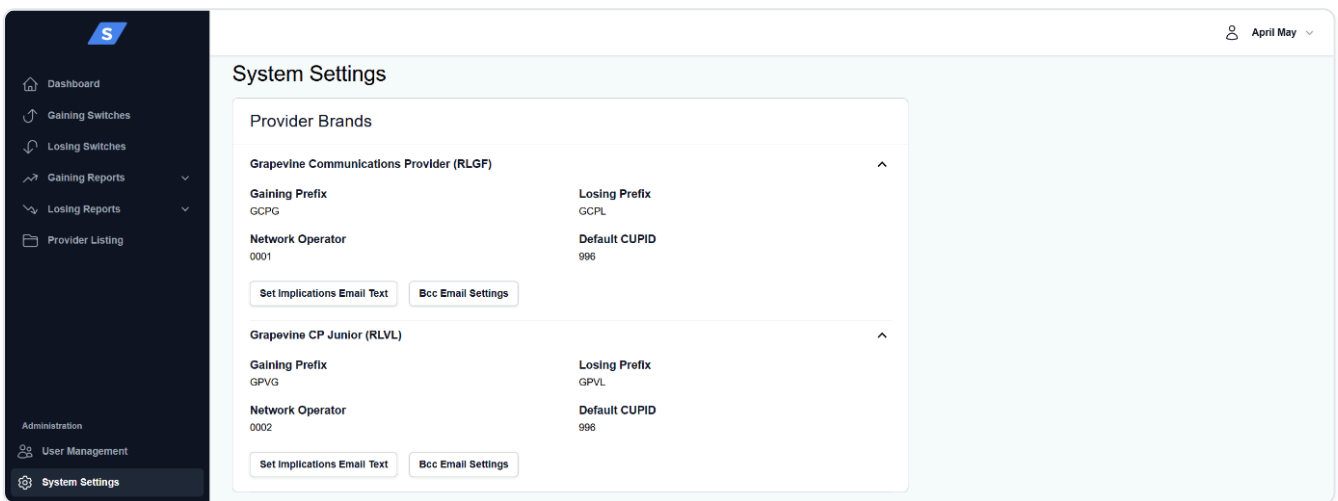 S
April May
Dashboard
Gaining Switches
Losing Switches
Gaining Reports
Losing Reports
Provider Listing
Administration
User Management
System Settings
System Settings
Provider Brands
Grapevine Communications Provider (RLGF)
Gaining Prefix Losing Prefix
GCPG GCPL
Network Operator Default CUPID
0001 996
Set Implications Email Text Bcc Email Settings
Grapevine CP Junior (RLVL)
Gaining Prefix Losing Prefix
GPVG GPVL
Network Operator Default CUPID
0002 996
Set Implications Email Text Bcc Email Settings